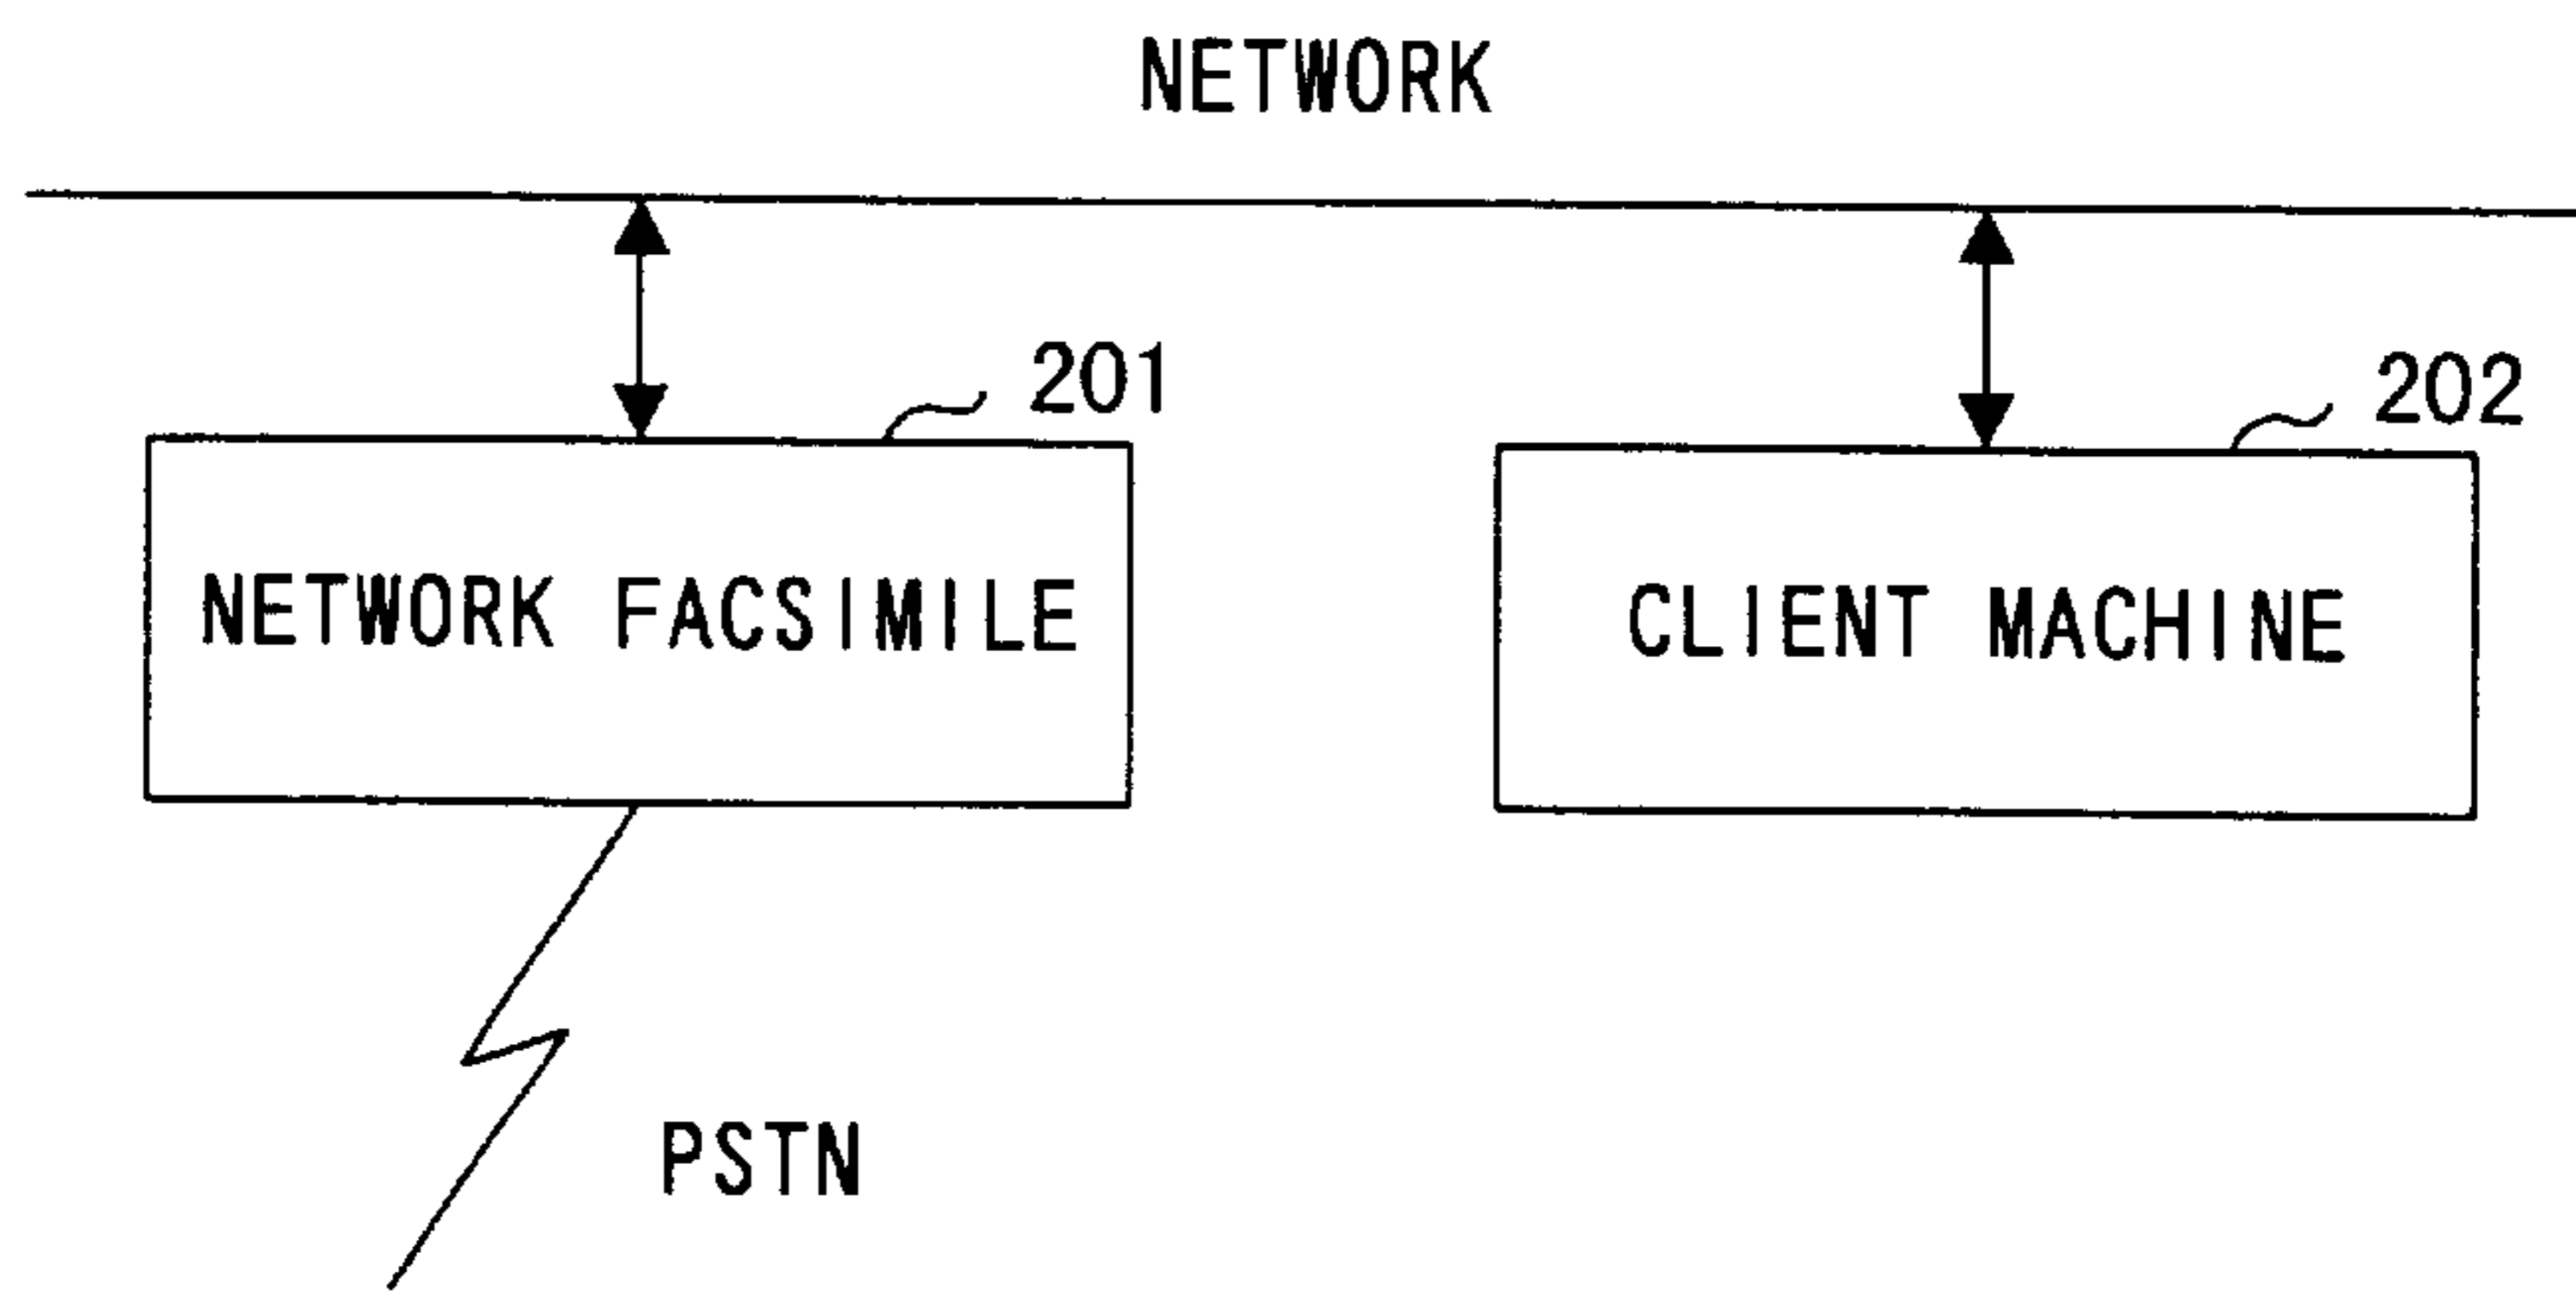 NETWORK
201
202
NETWORK FACSIMILE
CLIENT MACHINE
PSTN